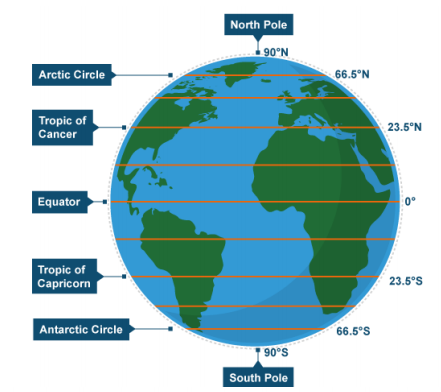 North Pole
90°N
Arctic Circle
66.5°N
Tropic of
Cancer
23.5°N
Equator
0°
Tropic of
Capricorn
23.5°S
Antarctic Circle
66.5°S
90°S
South Pole